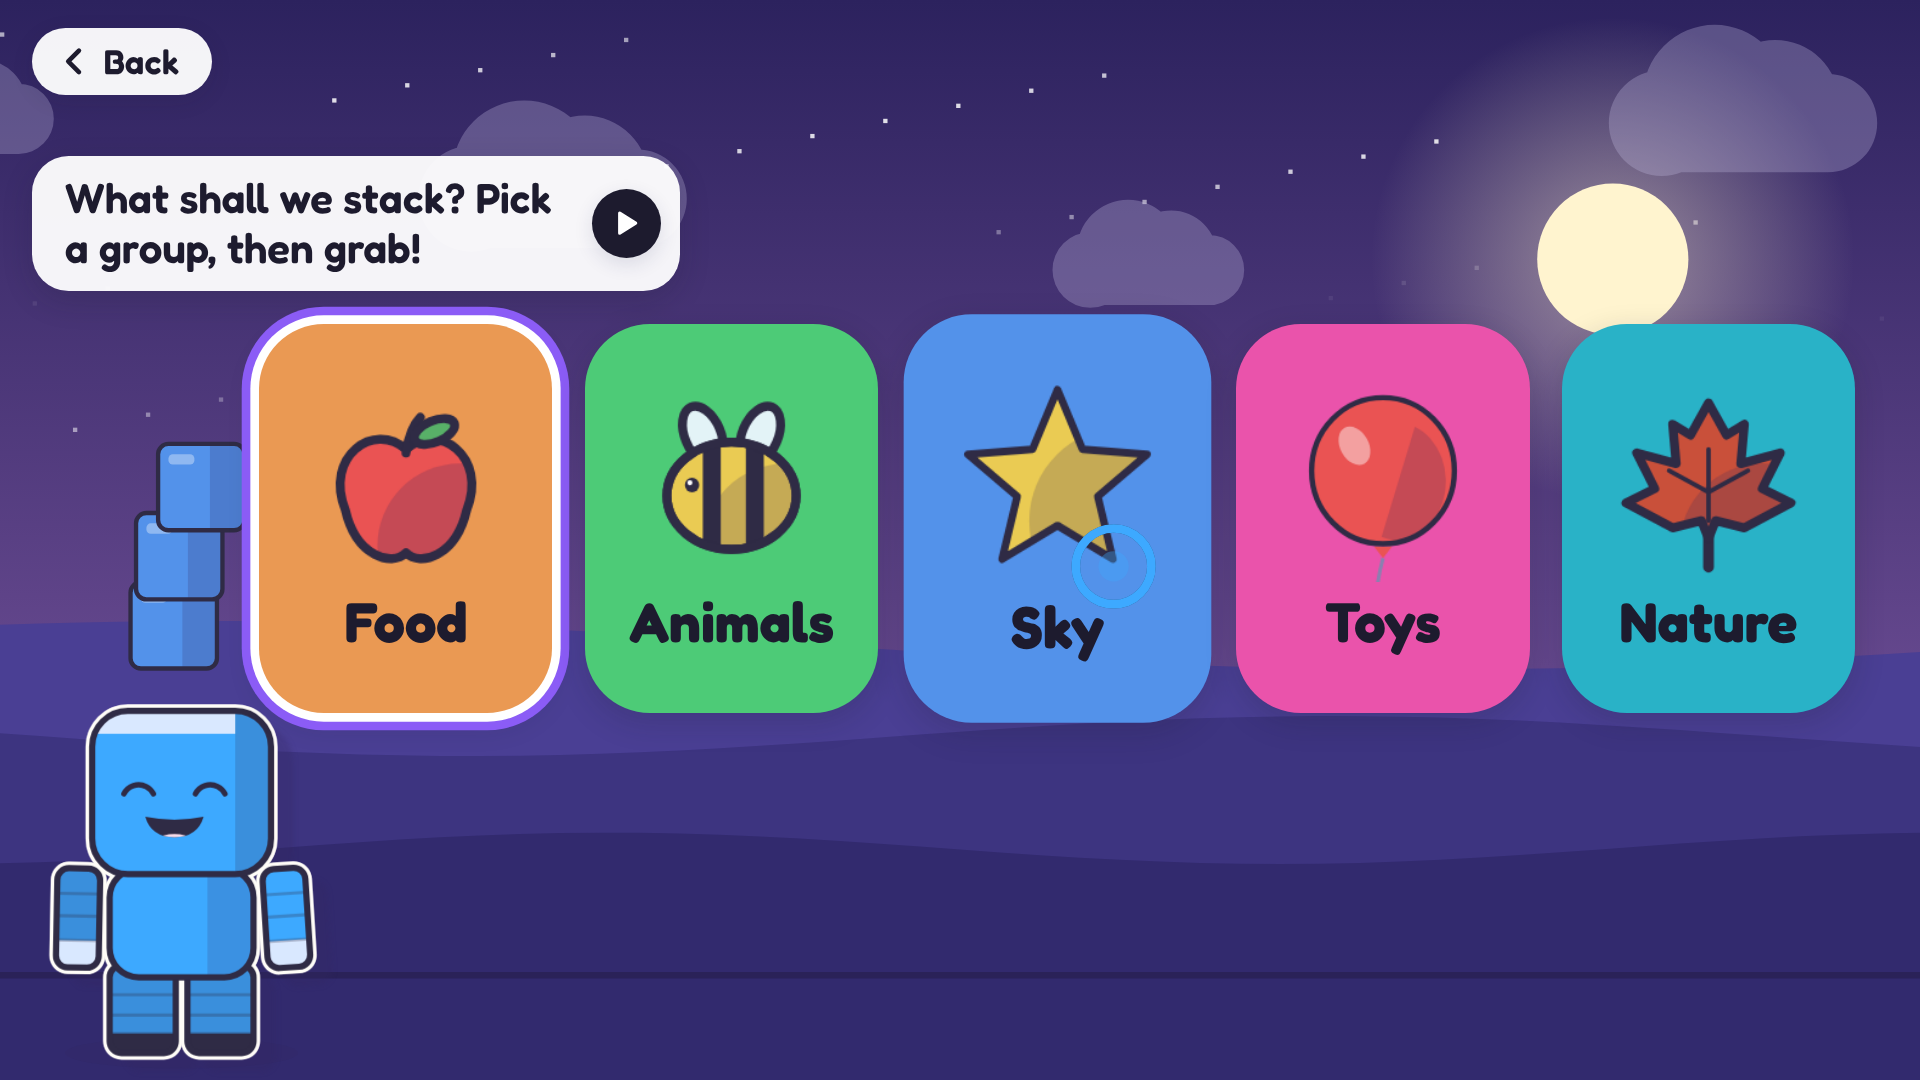 Back
What shall we stack? Pick
a group, then grab!
Food
Animals
Sky
Toys
Nature